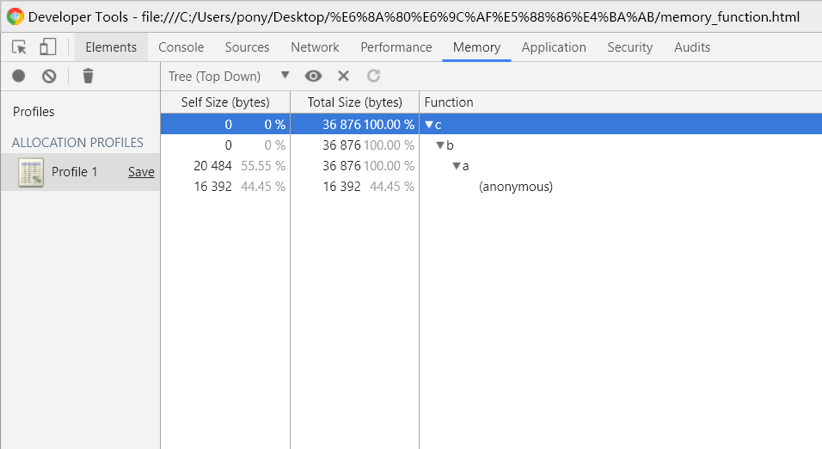 Developer Tools - file:///C:/Users/pony/Desktop/%E6%8A%80%E6%9C%AF%E5%88%86%E4%BA%AB/memory_function.html
Elements Console Sources Network Performance Memory Application Security Audits
Tree (Top Down)
Profiles
ALLOCATION PROFILES
Profile 1 Save
Self Size (bytes) Total Size (bytes) Function
0 0 % 36 876 100.00 % c
0 0 % 36 876 100.00 % b
20 484 55.55 % 36 876 100.00 % a
16 392 44.45 % 16 392 44.45 % (anonymous)